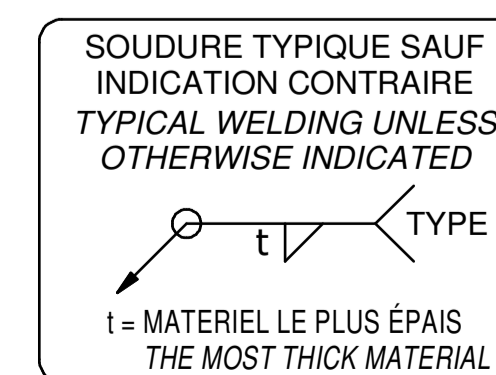 SOUDURE TYPIQUE SAUF
INDICATION CONTRAIRE
TYPICAL WELDING UNLESS
OTHERWISE INDICATED
t TYPE
t = MATERIEL LE PLUS ÉPAIS
THE MOST THICK MATERIAL